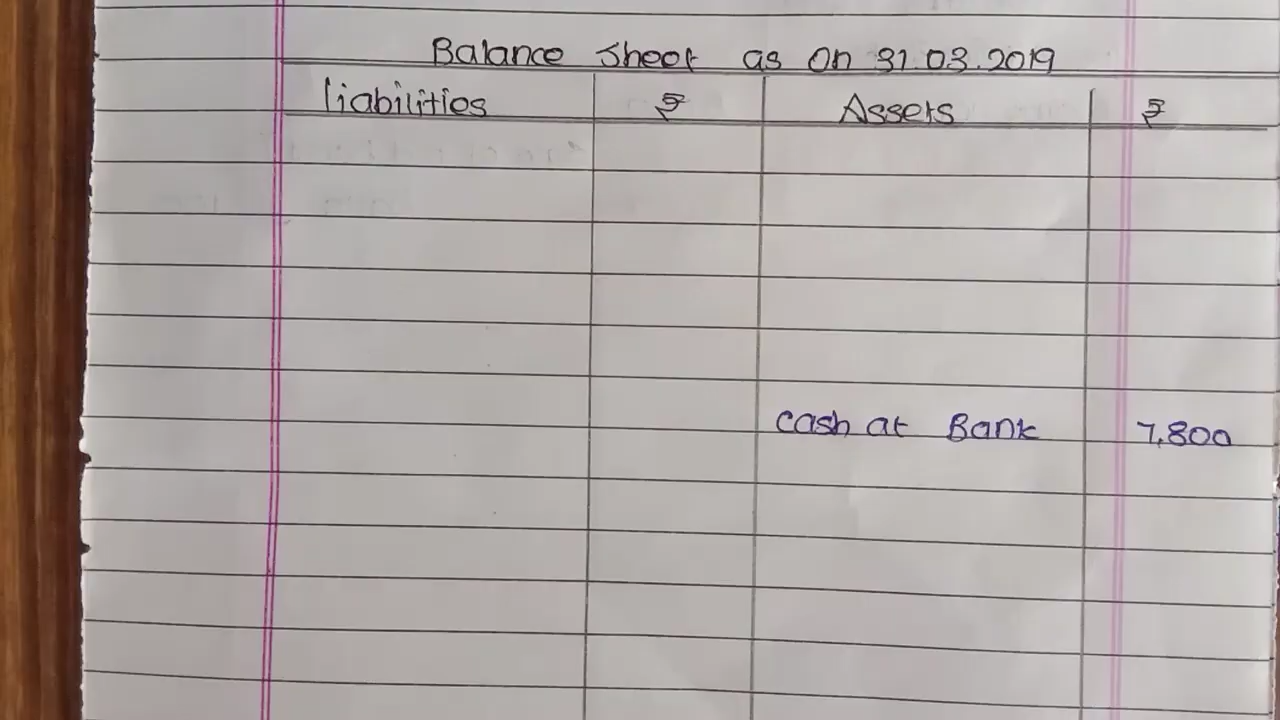 Balance Sheet as on 31.03.2019
Liabilities ₹ Assets ₹
Cash at Bank 7,800